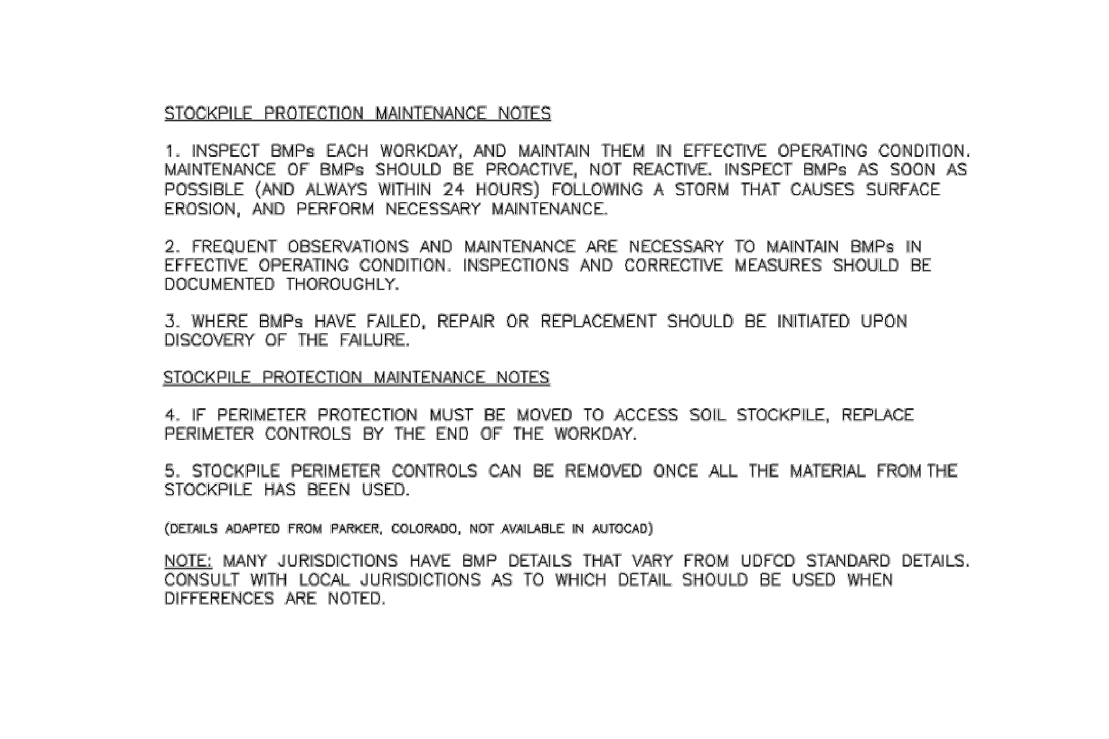 STOCKPILE PROTECTION MAINTENANCE NOTES
1. INSPECT BMPs EACH WORKDAY, AND MAINTAIN THEM IN EFFECTIVE OPERATING CONDITION.
MAINTENANCE OF BMPs SHOULD BE PROACTIVE, NOT REACTIVE. INSPECT BMPs AS SOON AS
POSSIBLE (AND ALWAYS WITHIN 24 HOURS) FOLLOWING A STORM THAT CAUSES SURFACE
EROSION, AND PERFORM NECESSARY MAINTENANCE.
2. FREQUENT OBSERVATIONS AND MAINTENANCE ARE NECESSARY TO MAINTAIN BMPs IN
EFFECTIVE OPERATING CONDITION. INSPECTIONS AND CORRECTIVE MEASURES SHOULD BE
DOCUMENTED THOROUGHLY.
3. WHERE BMPs HAVE FAILED, REPAIR OR REPLACEMENT SHOULD BE INITIATED UPON
DISCOVERY OF THE FAILURE.
STOCKPILE PROTECTION MAINTENANCE NOTES
4. IF PERIMETER PROTECTION MUST BE MOVED TO ACCESS SOIL STOCKPILE, REPLACE
PERIMETER CONTROLS BY THE END OF THE WORKDAY.
5. STOCKPILE PERIMETER CONTROLS CAN BE REMOVED ONCE ALL THE MATERIAL FROM THE
STOCKPILE HAS BEEN USED.
(DETAILS ADAPTED FROM PARKER, COLORADO, NOT AVAILABLE IN AUTOCAD)
NOTE: MANY JURISDICTIONS HAVE BMP DETAILS THAT VARY FROM UDFCD STANDARD DETAILS.
CONSULT WITH LOCAL JURISDICTIONS AS TO WHICH DETAIL SHOULD BE USED WHEN
DIFFERENCES ARE NOTED.